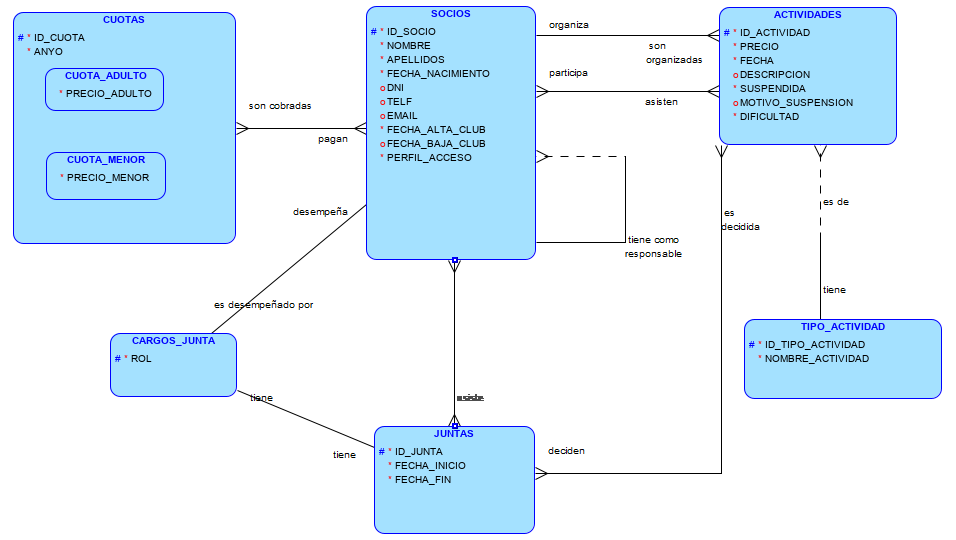 CUOTAS
# * ID_CUOTA
* ANYO
CUOTA_ADULTO
* PRECIO_ADULTO
CUOTA_MENOR
* PRECIO_MENOR
son cobradas
pagan
SOCIOS
# * ID_SOCIO
* NOMBRE
* APELLIDOS
* FECHA_NACIMIENTO
o DNI
o TELF
o EMAIL
* FECHA_ALTA_CLUB
o FECHA_BAJA_CLUB
* PERFIL_ACCESO
organiza
son
organizadas
participa
asisten
ACTIVIDADES
# * ID_ACTIVIDAD
* PRECIO
* FECHA
o DESCRIPCION
* SUSPENDIDA
o MOTIVO_SUSPENSION
* DIFICULTAD
tiene como
responsable
es
decidida
es de
tiene
TIPO_ACTIVIDAD
# * ID_TIPO_ACTIVIDAD
* NOMBRE_ACTIVIDAD
desempeña
es desempeñado por
CARGOS_JUNTA
# * ROL
tiene
tiene
JUNTAS
# * ID_JUNTA
* FECHA_INICIO
* FECHA_FIN
deciden